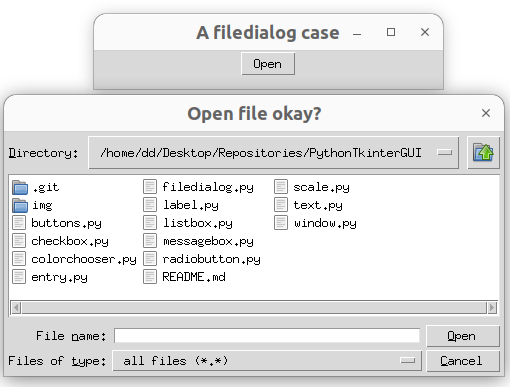 A filedialog case
Open
Open file okay?
Directory: /home/dd/Desktop/Repositories/PythonTkinterGUI
.git filedialog.py scale.py
img label.py text.py
buttons.py listbox.py window.py
checkbox.py messagebox.py
colorchooser.py radiobutton.py
entry.py README.md
File name: Open
Files of type: all files (*.*) Cancel